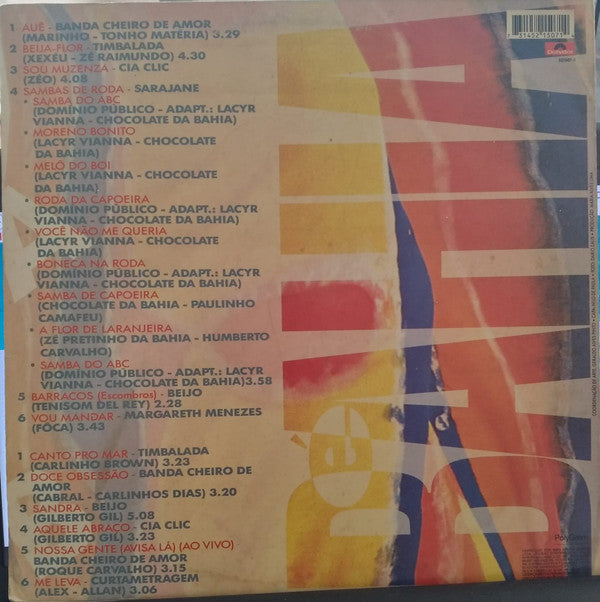 1 AUÊ - BANDA CHEIRO DE AMOR
(MARINHO - TONHO MATÉRIA) 3.29
2 BEIJA-FLOR - TIMBALADA
(XEXÉU - ZÉ RAIMUNDO) 4.30
3 SOU MUZENZA - CIA CLIC
(ZÉO) 4.08
4 SAMBAS DE RODA - SARAJANE
• SAMBA DO ABC
(DOMÍNIO PÚBLICO - ADAPT.: LACYR
VIANNA - CHOCOLATE DA BAHIA)
• MORENO BONITO
(LACYR VIANNA - CHOCOLATE
DA BAHIA)
• MELÔ DO BOI
(LACYR VIANNA - CHOCOLATE
DA BAHIA)
• RODA DA CAPOEIRA
(DOMÍNIO PÚBLICO - ADAPT.: LACYR
VIANNA - CHOCOLATE DA BAHIA)
• VOCÊ NÃO ME QUERIA
(LACYR VIANNA - CHOCOLATE
DA BAHIA)
• BONECA NA RODA
(DOMÍNIO PÚBLICO - ADAPT.: LACYR
VIANNA - CHOCOLATE DA BAHIA)
• SAMBA DE CAPOEIRA
(CHOCOLATE DA BAHIA - PAULINHO
CAMAFEU)
• A FLOR DE LARANJEIRA
(ZÉ PRETINHO DA BAHIA - HUMBERTO
CARVALHO)
• SAMBA DO ABC
(DOMÍNIO PÚBLICO - ADAPT.: LACYR
VIANNA - CHOCOLATE DA BAHIA)3.58
5 BARRACOS (Escombros) - BEIJO
(TENISOM DEL REY) 2.28
6 VOU MANDAR - MARGARETH MENEZES
(FÓCA) 3.43
1 CANTO PRO MAR - TIMBALADA
(CARLINHO BROWN) 3.23
2 DOCE OBSESSÃO - BANDA CHEIRO DE
AMOR
(CABRAL - CARLINHOS DIAS) 3.20
3 SANDRA - BEIJO
(GILBERTO GIL) 5.08
4 AQUELE ABRAÇO - CIA CLIC
(GILBERTO GIL) 3.23
5 NOSSA GENTE (AVISA LÁ) (AO VIVO)
BANDA CHEIRO DE AMOR
(ROQUE CARVALHO) 3.15
6 ME LEVA - CURTAMETRAGEM
(ALEX - ALLAN) 3.06
Dê
BAHIA
BAHIA
7 31452 15071 4
Polydor
PolyGram